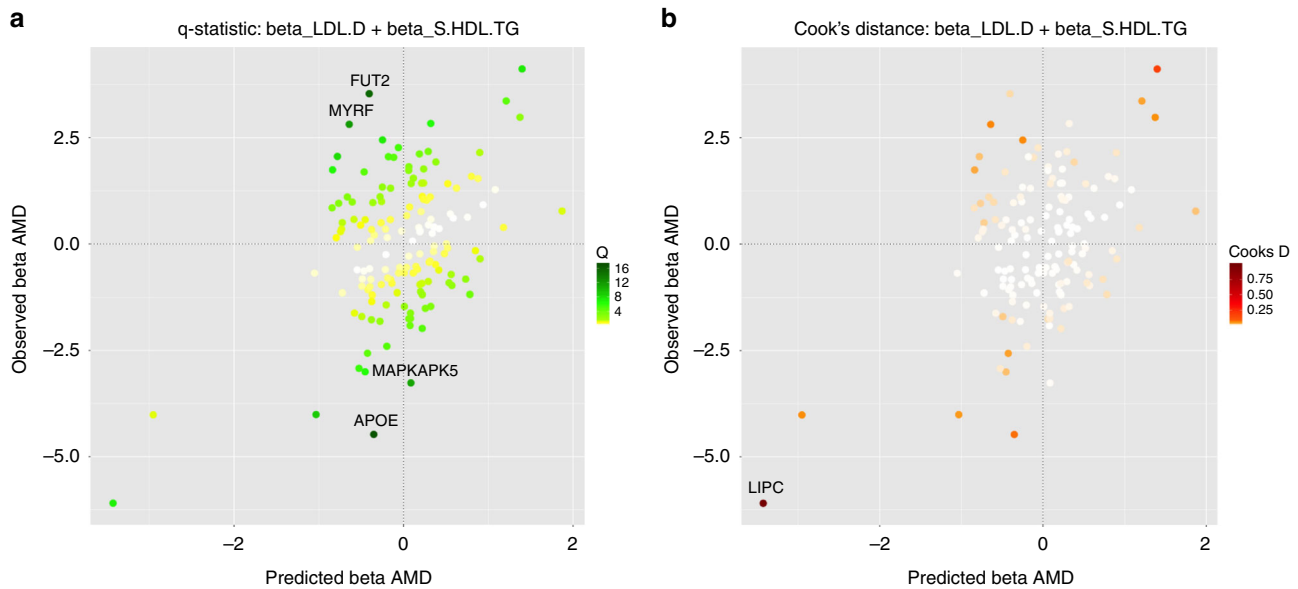 a
q-statistic: beta_LDL.D + beta_S.HDL.TG
FUT2
MYRF
MAPKAPK5
APOE
2.5
0.0
−2.5
−5.0
Observed beta AMD
−2
0
2
Predicted beta AMD
Q
16
12
8
4
b
Cook's distance: beta_LDL.D + beta_S.HDL.TG
LIPC
2.5
0.0
−2.5
−5.0
Observed beta AMD
−2
0
2
Predicted beta AMD
Cooks D
0.75
0.50
0.25